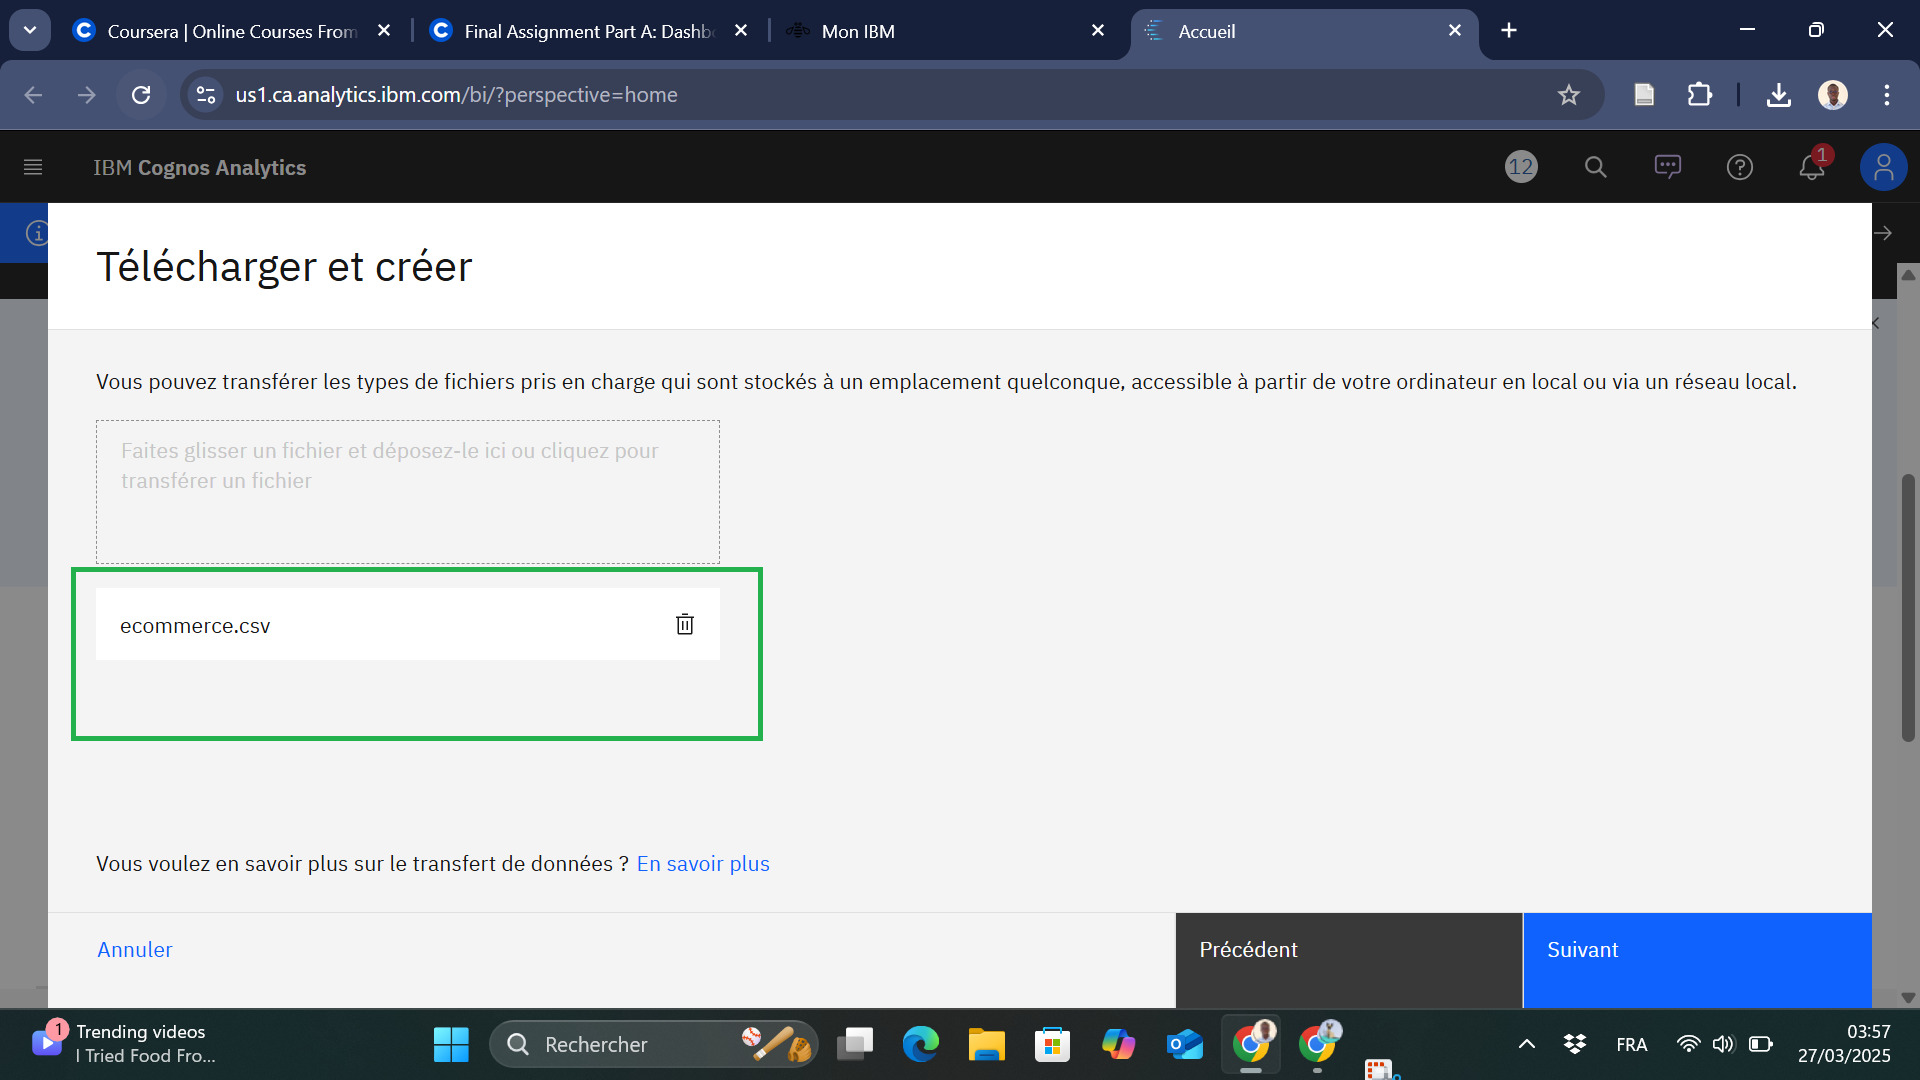 Coursera | Online Courses From
Final Assignment Part A: Dashbo
Mon IBM
Accueil
us1.ca.analytics.ibm.com/bi/?perspective=home
IBM Cognos Analytics
12
1
Télécharger et créer
Vous pouvez transférer les types de fichiers pris en charge qui sont stockés à un emplacement quelconque, accessible à partir de votre ordinateur en local ou via un réseau local.
Faites glisser un fichier et déposez-le ici ou cliquez pour
transférer un fichier
ecommerce.csv
Vous voulez en savoir plus sur le transfert de données ? En savoir plus
Annuler
Précédent
Suivant
1
Trending videos
I Tried Food Fro...
Rechercher
FRA
03:57
27/03/2025